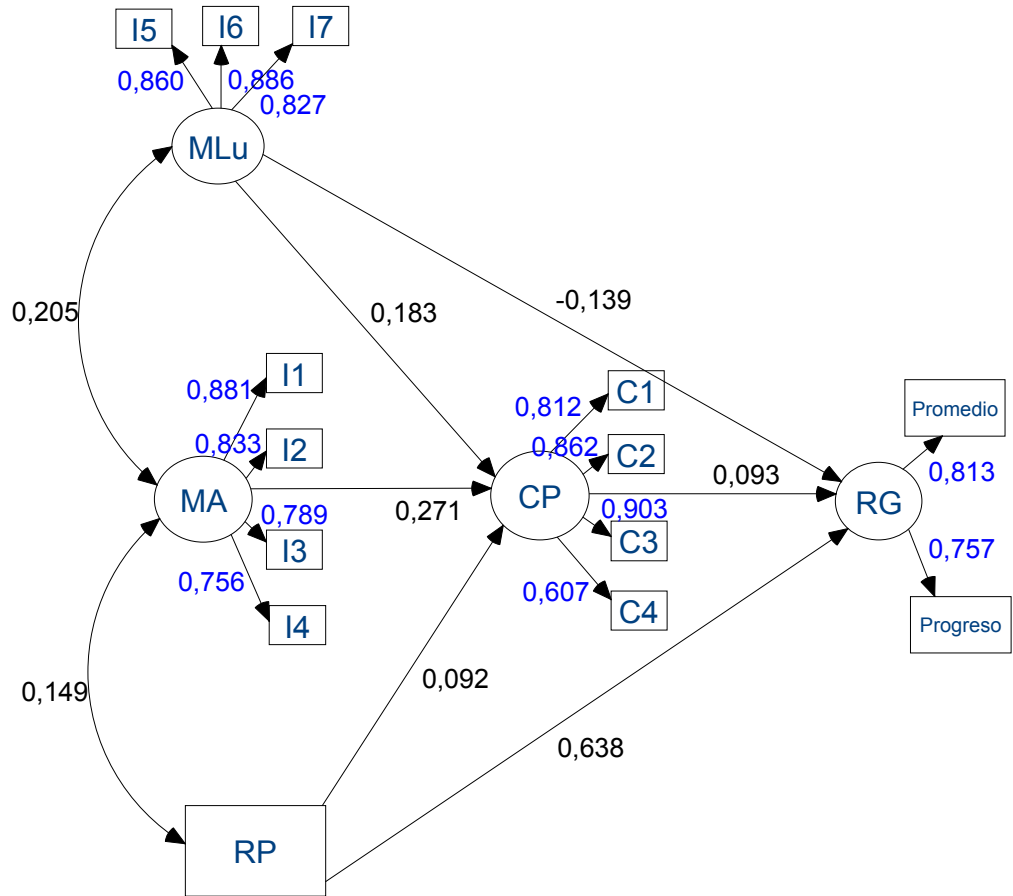 I5
I6
I7
0,860
0,886
0,827
MLu
0,205
0,183
-0,139
I1
0,881
I2
0,833
MA
0,271
0,789
I3
0,756
I4
C1
0,812
0,862
C2
CP
0,093
0,903
C3
0,607
C4
Promedio
0,813
RG
0,757
Progreso
0,149
0,092
0,638
RP